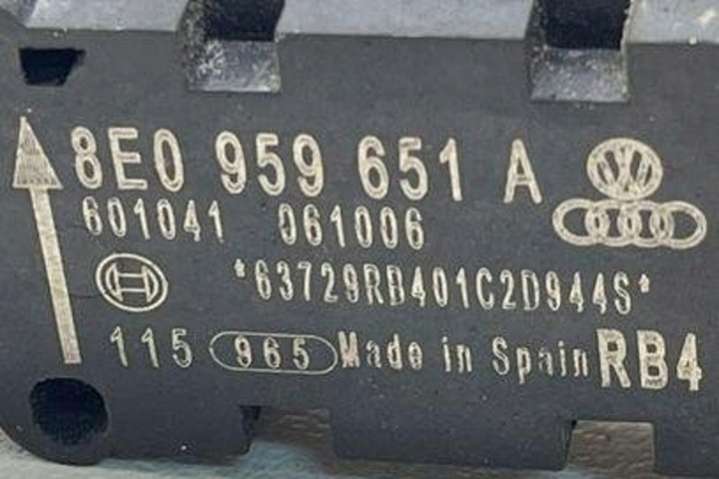 8E0 959 651 A
601041 061006
*63729RB401C2D944S*
115 965 Made in Spain RB4